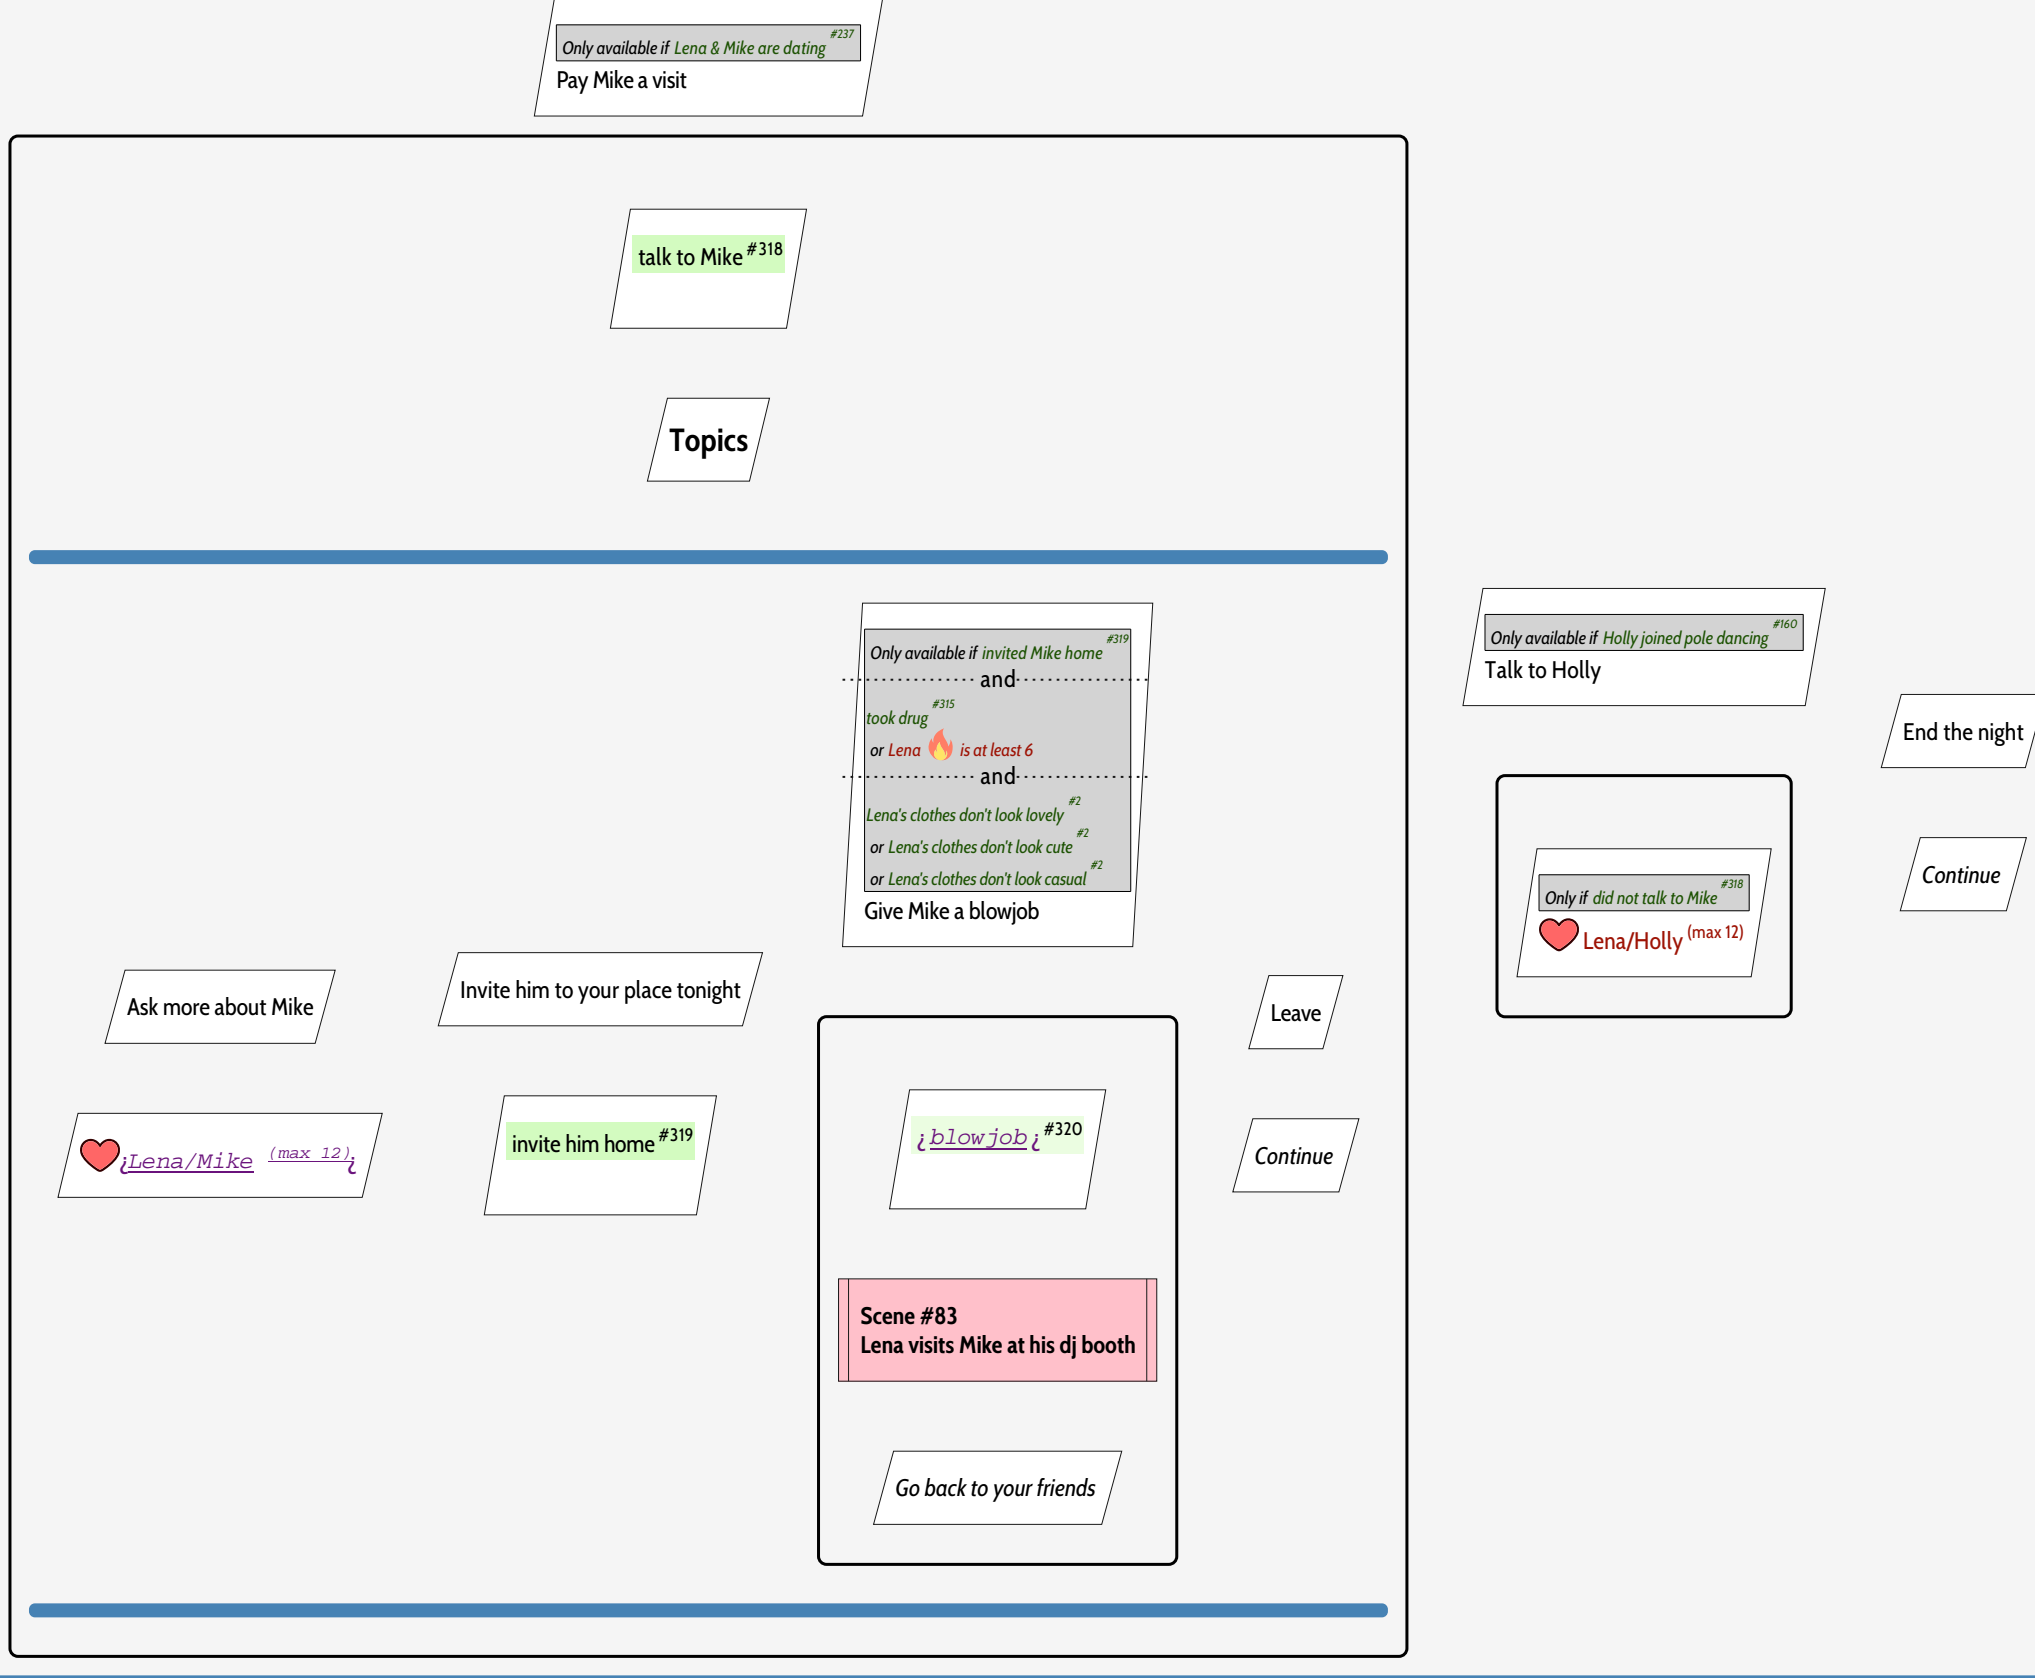 Only available if Lena & Mike are dating #237
Pay Mike a visit
talk to Mike #318
Topics
Only available if invited Mike home #319
and
took drug #315
or Lena is at least 6
and
Lena's clothes don't look lovely #2
or Lena's clothes don't look cute #2
or Lena's clothes don't look casual #2
Give Mike a blowjob
Ask more about Mike
¿Lena/Mike (max 12)¿
Invite him to your place tonight
invite him home #319
¿blowjob¿ #320
Scene #83
Lena visits Mike at his dj booth
Go back to your friends
Leave
Continue
Only available if Holly joined pole dancing #160
Talk to Holly
Only if did not talk to Mike #318
Lena/Holly (max 12)
End the night
Continue